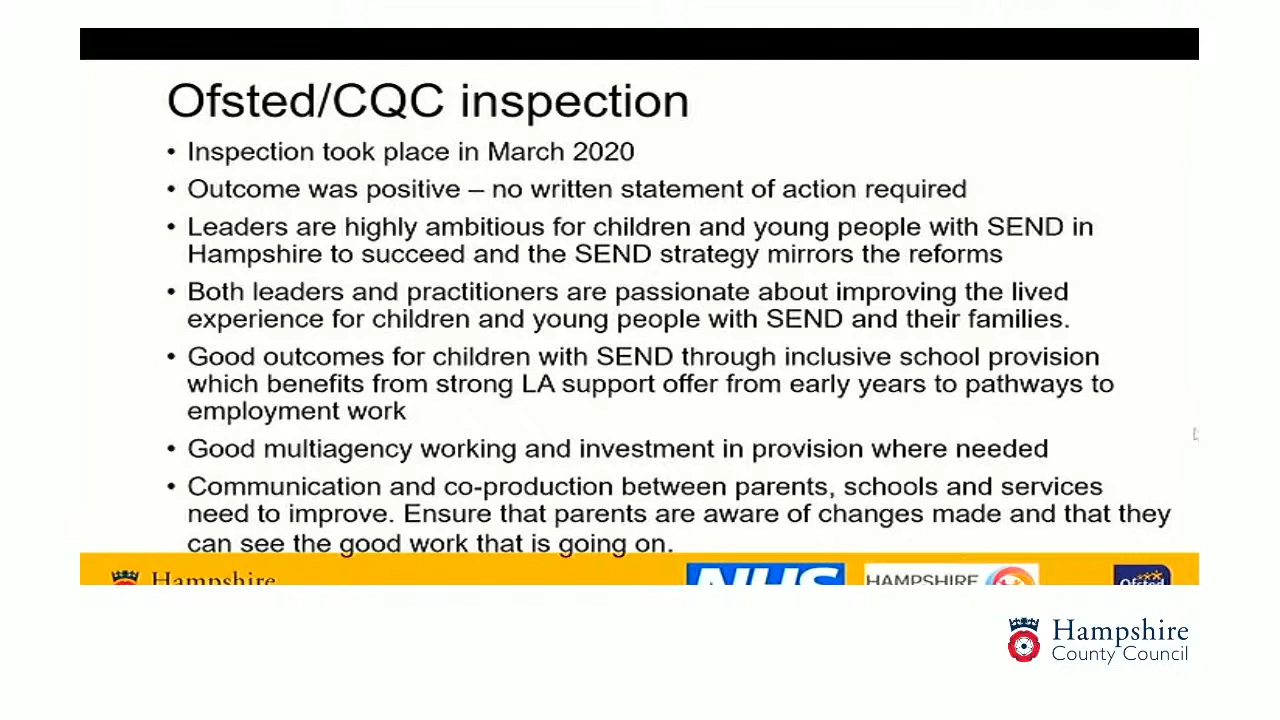 Ofsted/CQC inspection
• Inspection took place in March 2020
• Outcome was positive – no written statement of action required
• Leaders are highly ambitious for children and young people with SEND in
Hampshire to succeed and the SEND strategy mirrors the reforms
• Both leaders and practitioners are passionate about improving the lived
experience for children and young people with SEND and their families.
• Good outcomes for children with SEND through inclusive school provision
which benefits from strong LA support offer from early years to pathways to
employment work
• Good multiagency working and investment in provision where needed
• Communication and co-production between parents, schools and services
need to improve. Ensure that parents are aware of changes made and that they
can see the good work that is going on.
Hampshire
NHS
HAMPSHIRE
Ofsted
Hampshire
County Council